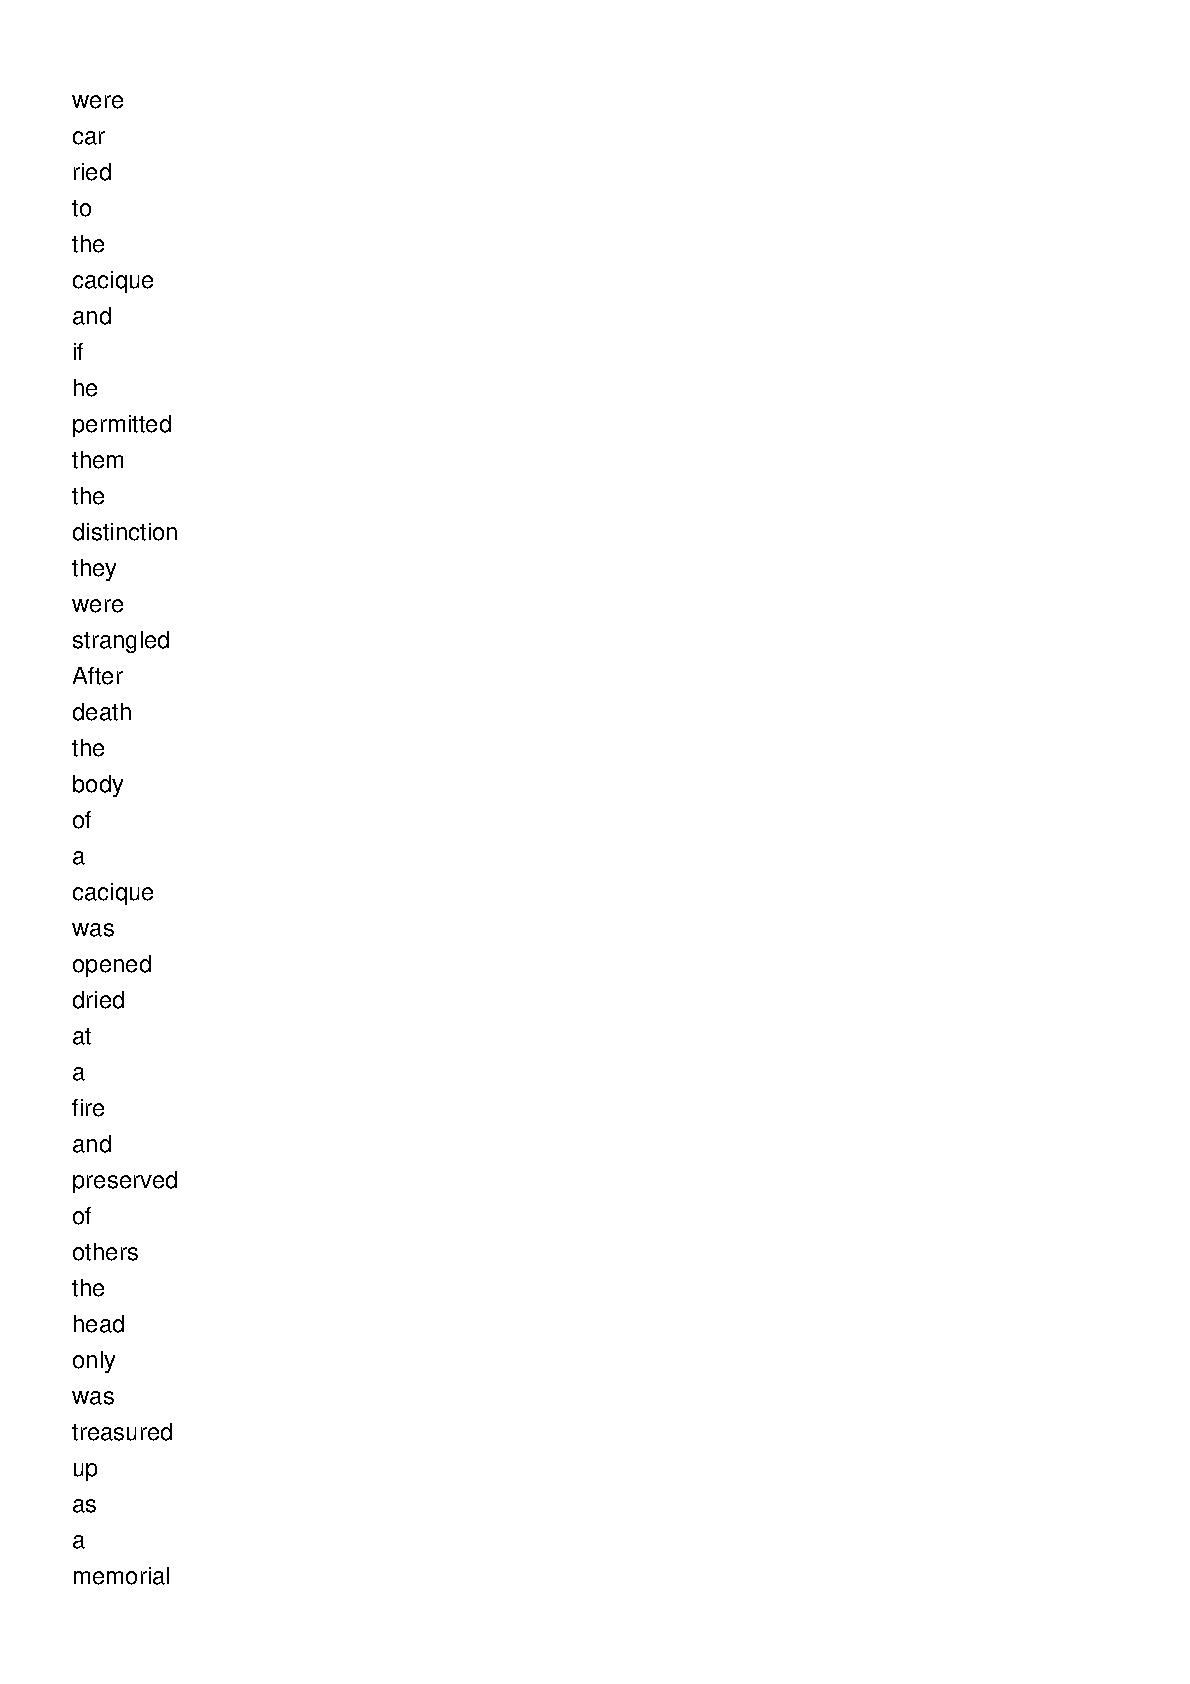 were
car
ried
to
the
cacique
and
if
he
permitted
them
the
distinction
they
were
strangled
After
death
the
body
of
a
cacique
was
opened
dried
at
a
fire
and
preserved
of
others
the
head
only
was
treasured
up
as
a
memorial